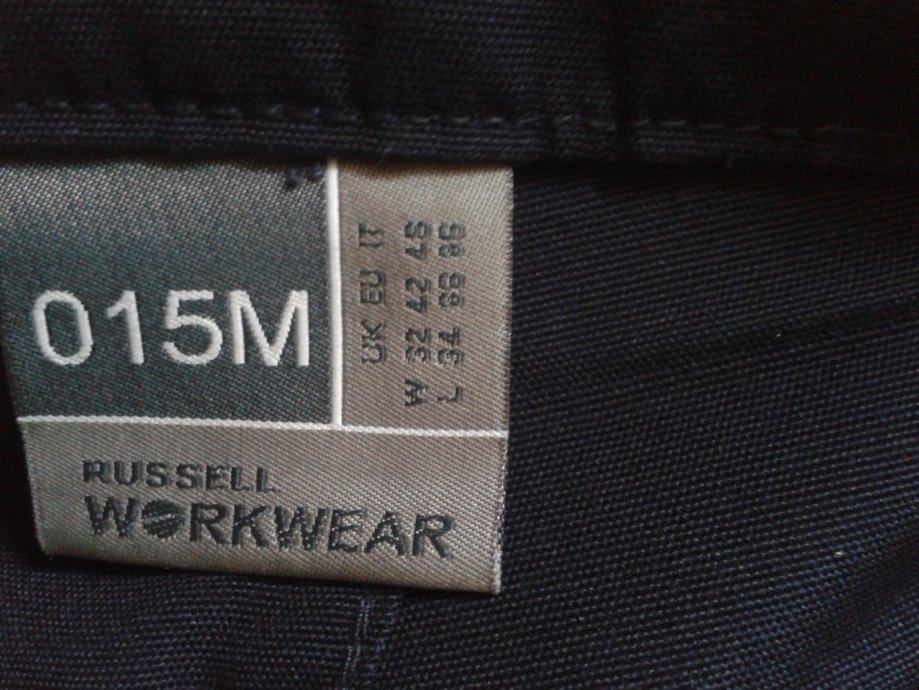 015M
UK EU IT
W 32 42 46
L 34 86 86
RUSSELL
WORKWEAR